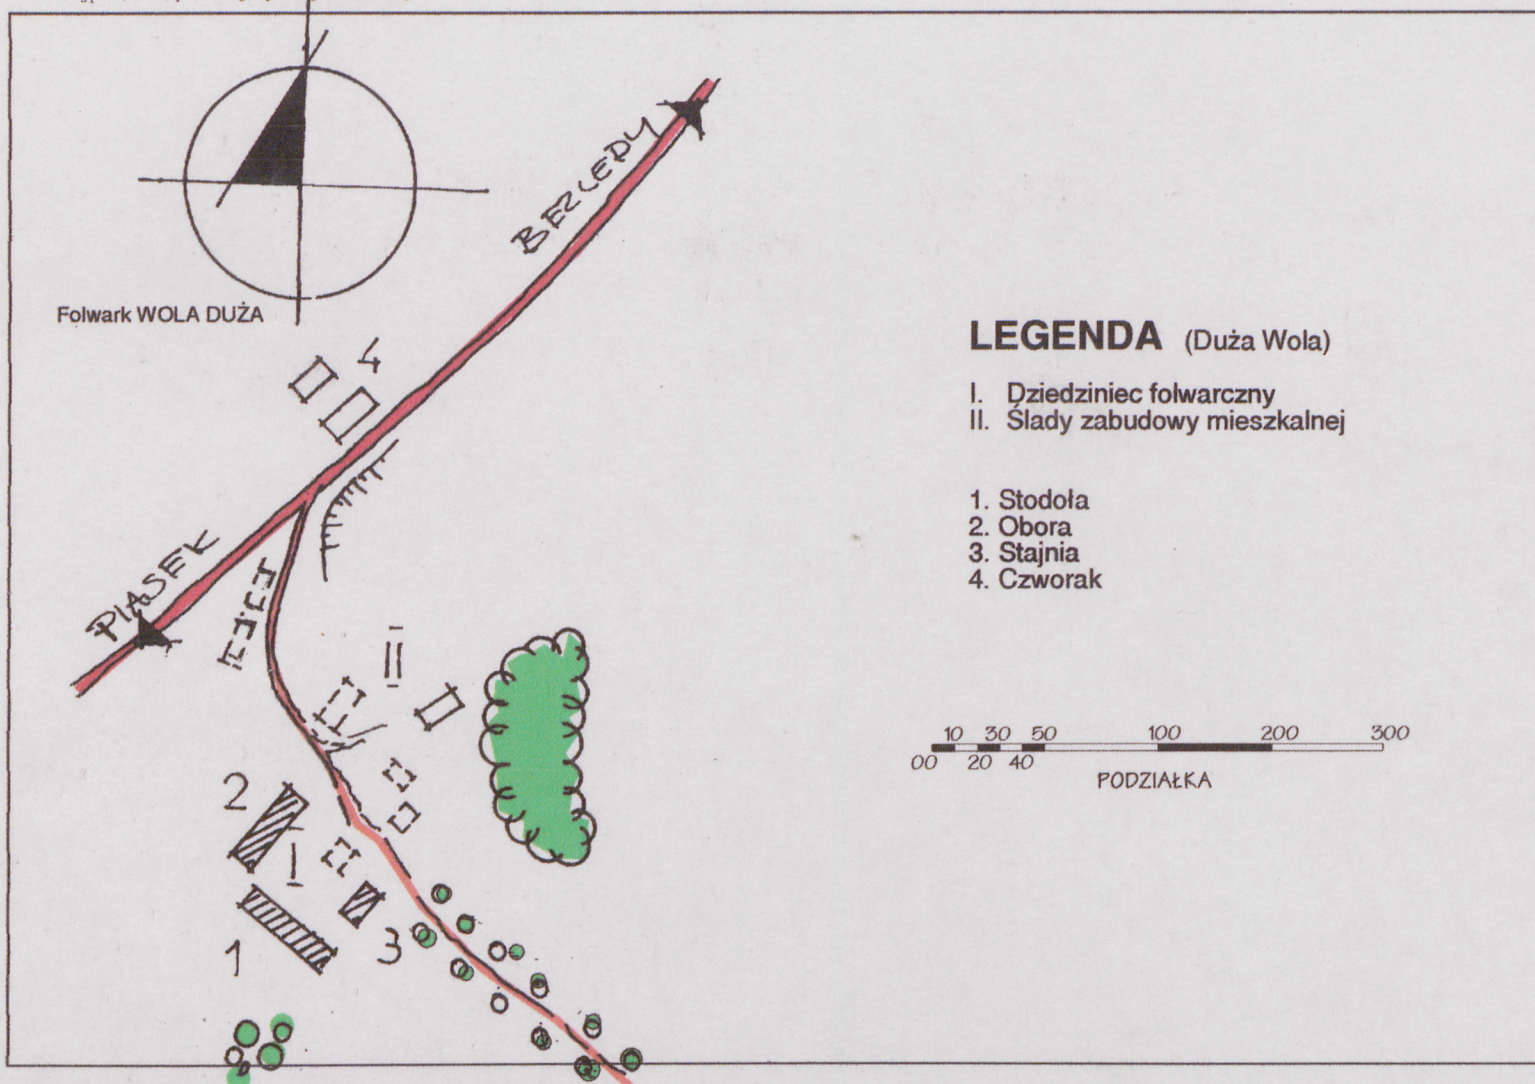 BEZLEDY
Folwark WOLA DUŻA
4
PIASEK
II
2
I
1
3
LEGENDA (Duża Wola)
I. Dziedziniec folwarczny
II. Ślady zabudowy mieszkalnej
1. Stodoła
2. Obora
3. Stajnia
4. Czworak
10 30 50 100 200 300
00 20 40
PODZIAŁKA